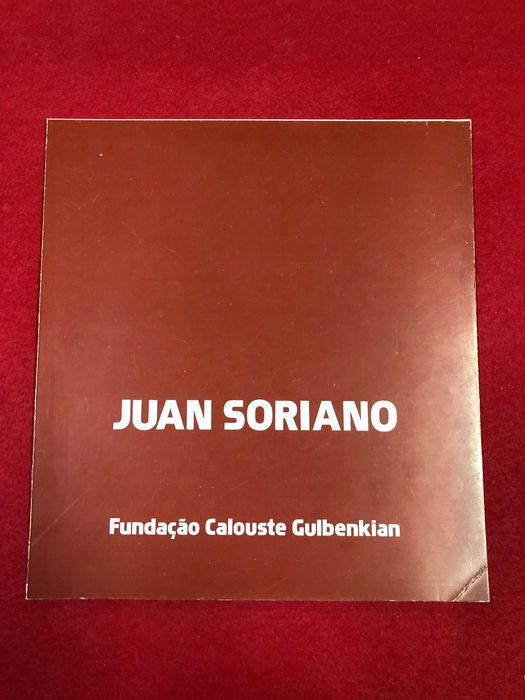 JUAN SORIANO
Fundação Calouste Gulbenkian